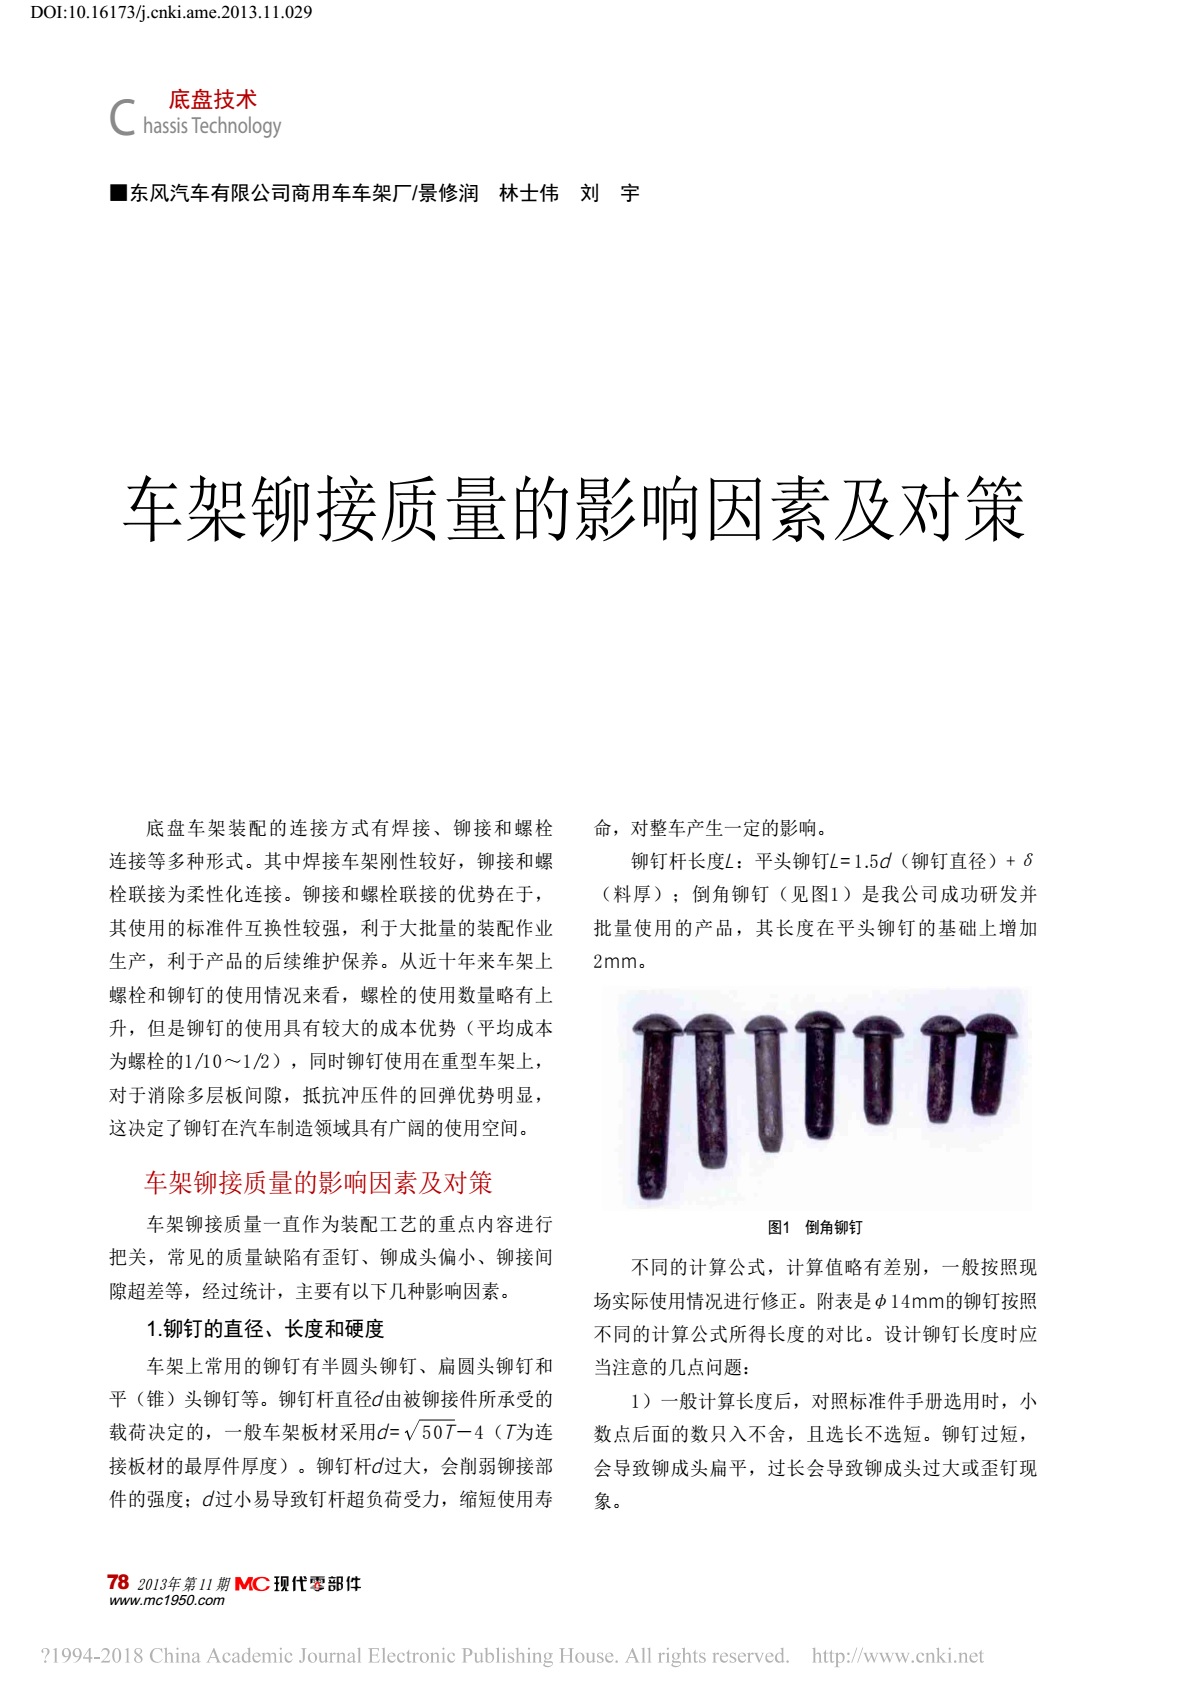 DOI:10.16173/j.cnki.ame.2013.11.029
底盘技术
Chassis Technology
■东风汽车有限公司商用车车架厂/景修润　林士伟　刘　宇
车架铆接质量的影响因素及对策
底盘车架装配的连接方式有焊接、铆接和螺栓
连接等多种形式。其中焊接车架刚性较好，铆接和螺
栓联接为柔性化连接。铆接和螺栓联接的优势在于，
其使用的标准件互换性较强，利于大批量的装配作业
生产，利于产品的后续维护保养。从近十年来车架上
螺栓和铆钉的使用情况来看，螺栓的使用数量略有上
升，但是铆钉的使用具有较大的成本优势（平均成本
为螺栓的1/10～1/2），同时铆钉使用在重型车架上，
对于消除多层板间隙，抵抗冲压件的回弹优势明显，
这决定了铆钉在汽车制造领域具有广阔的使用空间。
车架铆接质量的影响因素及对策
车架铆接质量一直作为装配工艺的重点内容进行
把关，常见的质量缺陷有歪钉、铆成头偏小、铆接间
隙超差等，经过统计，主要有以下几种影响因素。
1.铆钉的直径、长度和硬度
车架上常用的铆钉有半圆头铆钉、扁圆头铆钉和
平（锥）头铆钉等。铆钉杆直径d由被铆接件所承受的
载荷决定的，一般车架板材采用d=√50T－4（T为连
接板材的最厚件厚度）。铆钉杆d过大，会削弱铆接部
件的强度；d过小易导致钉杆超负荷受力，缩短使用寿
命，对整车产生一定的影响。
铆钉杆长度L：平头铆钉L=1.5d（铆钉直径）+δ
（料厚）；倒角铆钉（见图1）是我公司成功研发并
批量使用的产品，其长度在平头铆钉的基础上增加
2mm。
图1　倒角铆钉
不同的计算公式，计算值略有差别，一般按照现
场实际使用情况进行修正。附表是φ14mm的铆钉按照
不同的计算公式所得长度的对比。设计铆钉长度时应
当注意的几点问题：
1）一般计算长度后，对照标准件手册选用时，小
数点后面的数只入不舍，且选长不选短。铆钉过短，
会导致铆成头扁平，过长会导致铆成头过大或歪钉现
象。
78 2013年第11期 MC现代零部件
www.mc1950.com
?1994-2018 China Academic Journal Electronic Publishing House. All rights reserved. http://www.cnki.net